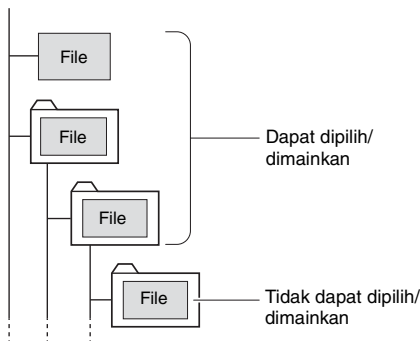 File
File
Dapat dipilih/
dimainkan
File
File
Tidak dapat dipilih/
dimainkan